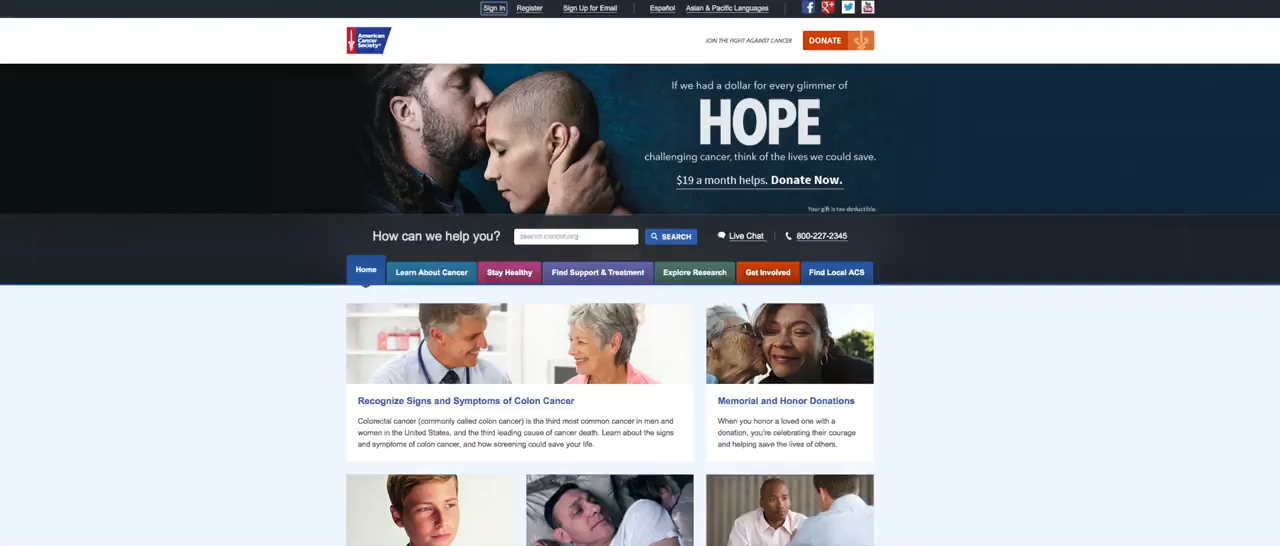 Sign In Register Sign Up for Email Español Asian & Pacific Languages
American
Cancer
Society®
JOIN THE FIGHT AGAINST CANCER DONATE
If we had a dollar for every glimmer of
HOPE
challenging cancer, think of the lives we could save.
$19 a month helps. Donate Now.
Your gift is tax deductible.
How can we help you? search cancer.org SEARCH Live Chat 800-227-2345
Home Learn About Cancer Stay Healthy Find Support & Treatment Explore Research Get Involved Find Local ACS
Recognize Signs and Symptoms of Colon Cancer
Colorectal cancer (commonly called colon cancer) is the third most common cancer in men and
women in the United States, and the third leading cause of cancer death. Learn about the signs
and symptoms of colon cancer, and how screening could save your life.
Memorial and Honor Donations
When you honor a loved one with a
donation, you're celebrating their courage
and helping save the lives of others.